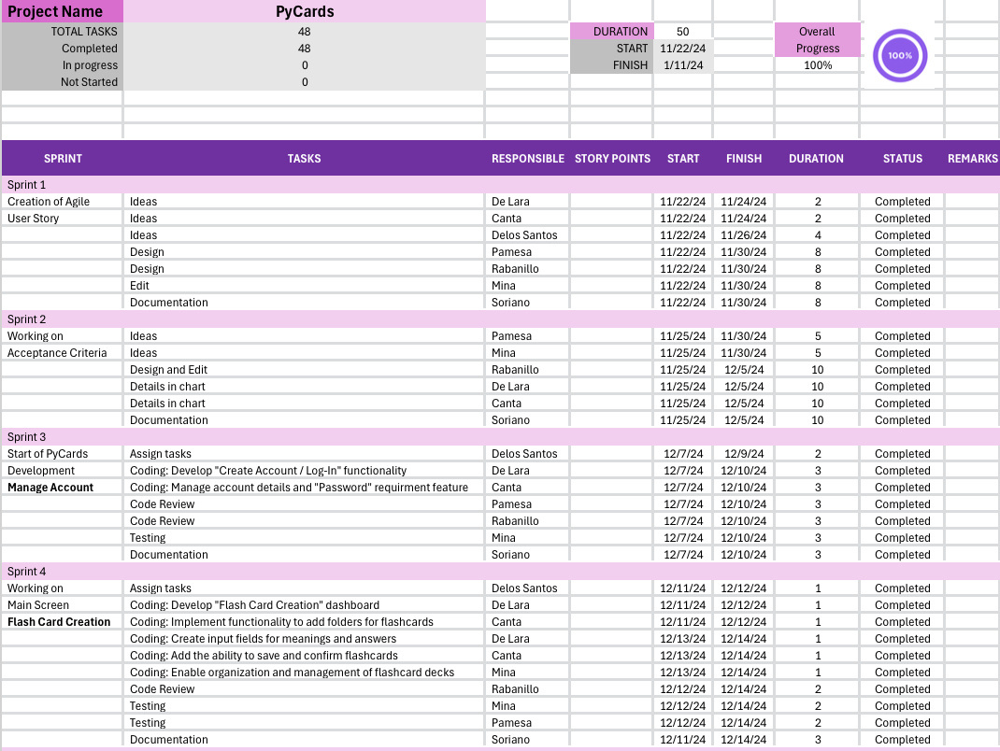 Project Name PyCards
TOTAL TASKS 48 DURATION 50 Overall
Completed 48 START 11/22/24 Progress 100%
In progress 0 FINISH 1/11/24 100%
Not Started 0
SPRINT TASKS RESPONSIBLE STORY POINTS START FINISH DURATION STATUS REMARKS
Sprint 1
Creation of Agile Ideas De Lara 11/22/24 11/24/24 2 Completed
User Story Ideas Canta 11/22/24 11/24/24 2 Completed
Ideas Delos Santos 11/22/24 11/26/24 4 Completed
Design Pamesa 11/22/24 11/30/24 8 Completed
Design Rabanillo 11/22/24 11/30/24 8 Completed
Edit Mina 11/22/24 11/30/24 8 Completed
Documentation Soriano 11/22/24 11/30/24 8 Completed
Sprint 2
Working on Ideas Pamesa 11/25/24 11/30/24 5 Completed
Acceptance Criteria Ideas Mina 11/25/24 11/30/24 5 Completed
Design and Edit Rabanillo 11/25/24 12/5/24 10 Completed
Details in chart De Lara 11/25/24 12/5/24 10 Completed
Details in chart Canta 11/25/24 12/5/24 10 Completed
Documentation Soriano 11/25/24 12/5/24 10 Completed
Sprint 3
Start of PyCards Assign tasks Delos Santos 12/7/24 12/9/24 2 Completed
Development Coding: Develop "Create Account / Log-In" functionality De Lara 12/7/24 12/10/24 3 Completed
Manage Account Coding: Manage account details and "Password" requirment feature Canta 12/7/24 12/10/24 3 Completed
Code Review Pamesa 12/7/24 12/10/24 3 Completed
Code Review Rabanillo 12/7/24 12/10/24 3 Completed
Testing Mina 12/7/24 12/10/24 3 Completed
Documentation Soriano 12/7/24 12/10/24 3 Completed
Sprint 4
Working on Assign tasks Delos Santos 12/11/24 12/12/24 1 Completed
Main Screen Coding: Develop "Flash Card Creation" dashboard De Lara 12/11/24 12/12/24 1 Completed
Flash Card Creation Coding: Implement functionality to add folders for flashcards Canta 12/11/24 12/12/24 1 Completed
Coding: Create input fields for meanings and answers De Lara 12/13/24 12/14/24 1 Completed
Coding: Add the ability to save and confirm flashcards Canta 12/13/24 12/14/24 1 Completed
Coding: Enable organization and management of flashcard decks Mina 12/13/24 12/14/24 1 Completed
Code Review Rabanillo 12/12/24 12/14/24 2 Completed
Testing Mina 12/12/24 12/14/24 2 Completed
Testing Pamesa 12/12/24 12/14/24 2 Completed
Documentation Soriano 12/11/24 12/14/24 3 Completed